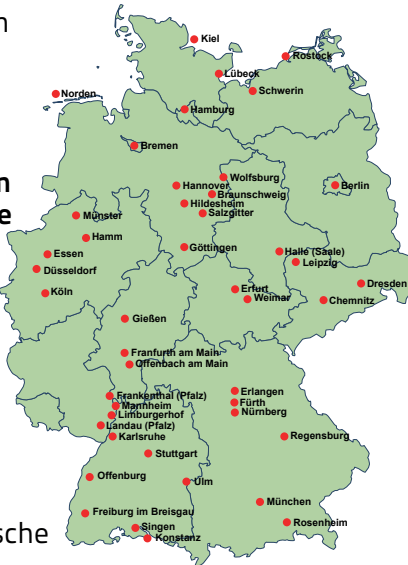 n
Kiel
Rostock
Lübeck
Schwerin
Norden
Hamburg
Bremen
n
Wolfsburg
Hannover
Berlin
Braunschweig
Hildesheim
e
Salzgitter
Münster
Hamm
Göttingen
Halle (Saale)
Essen
Leipzig
Düsseldorf
Dresden
Köln
Erfurt
Weimar
Chemnitz
Gießen
Franfurth am Main
Offenbach am Main
Frankenthal (Pfalz)
Erlangen
Mannheim
Fürth
Limburgerhof
Nürnberg
Landau (Pfalz)
Karlsruhe
Regensburg
Stuttgart
Offenburg
Ulm
München
Freiburg im Breisgau
Rosenheim
Singen
sche
Konstanz